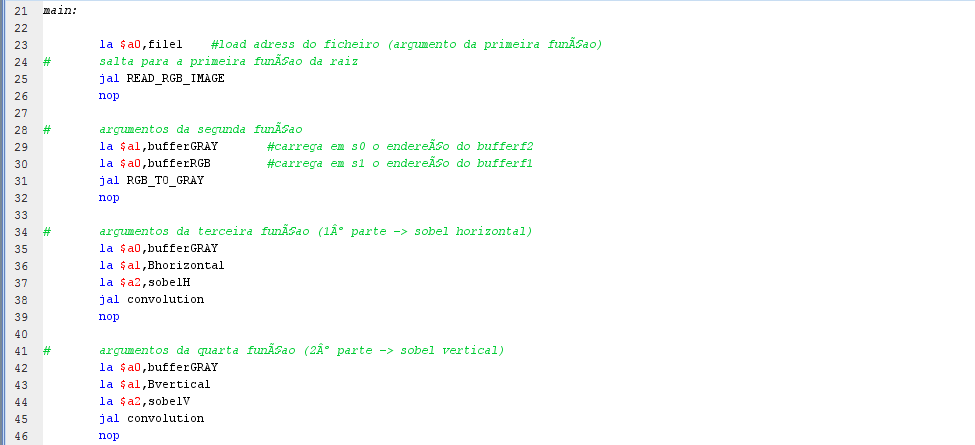 21 main:
22
23 la $a0,file1 #load adress do ficheiro (argumento da primeira funÃ§ao)
24 # salta para a primeira funÃ§ao da raiz
25 jal READ_RGB_IMAGE
26 nop
27
28 # argumentos da segunda funÃ§ao
29 la $a1,bufferGRAY #carrega em s0 o endereÃ§o do bufferf2
30 la $a0,bufferRGB #carrega em s1 o endereÃ§o do bufferf1
31 jal RGB_TO_GRAY
32 nop
33
34 # argumentos da terceira funÃ§ao (1Âº parte -> sobel horizontal)
35 la $a0,bufferGRAY
36 la $a1,Bhorizontal
37 la $a2,sobelH
38 jal convolution
39 nop
40
41 # argumentos da quarta funÃ§ao (2Âº parte -> sobel vertical)
42 la $a0,bufferGRAY
43 la $a1,Bvertical
44 la $a2,sobelV
45 jal convolution
46 nop